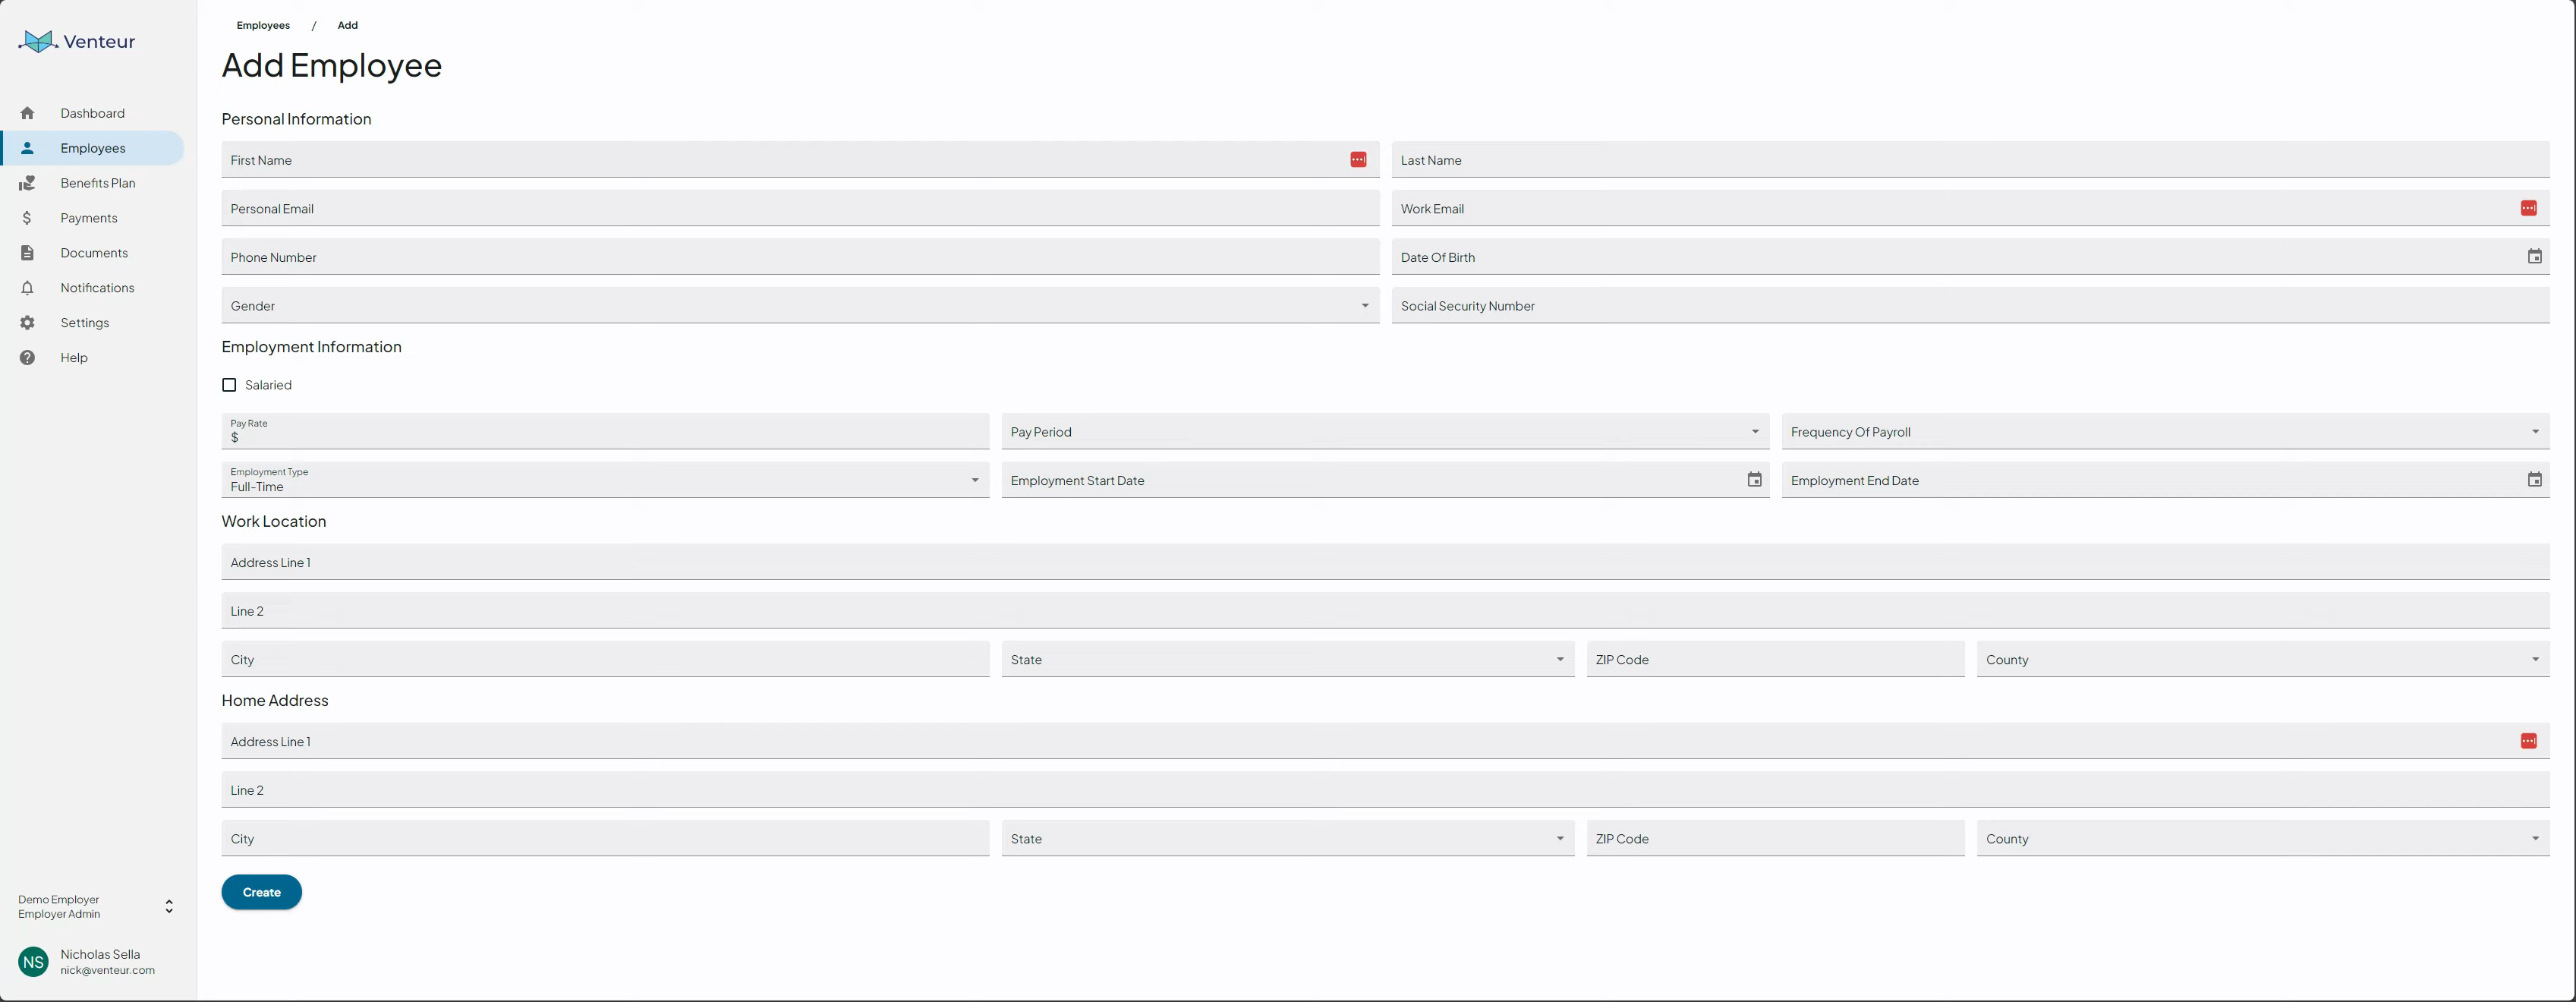 Venteur
Dashboard
Employees
Benefits Plan
Payments
Documents
Notifications
Settings
Help
Demo Employer
Employer Admin
NS
Nicholas Sella
nick@venteur.com
Employees / Add
Add Employee
Personal Information
First Name
Last Name
Personal Email
Work Email
Phone Number
Date Of Birth
Gender
Social Security Number
Employment Information
Salaried
Pay Rate
$
Pay Period
Frequency Of Payroll
Employment Type
Full-Time
Employment Start Date
Employment End Date
Work Location
Address Line 1
Line 2
City
State
ZIP Code
County
Home Address
Address Line 1
Line 2
City
State
ZIP Code
County
Create